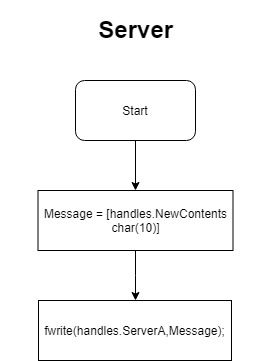 Server
Start
Message = [handles.NewContents
char(10)]
fwrite(handles.ServerA,Message);